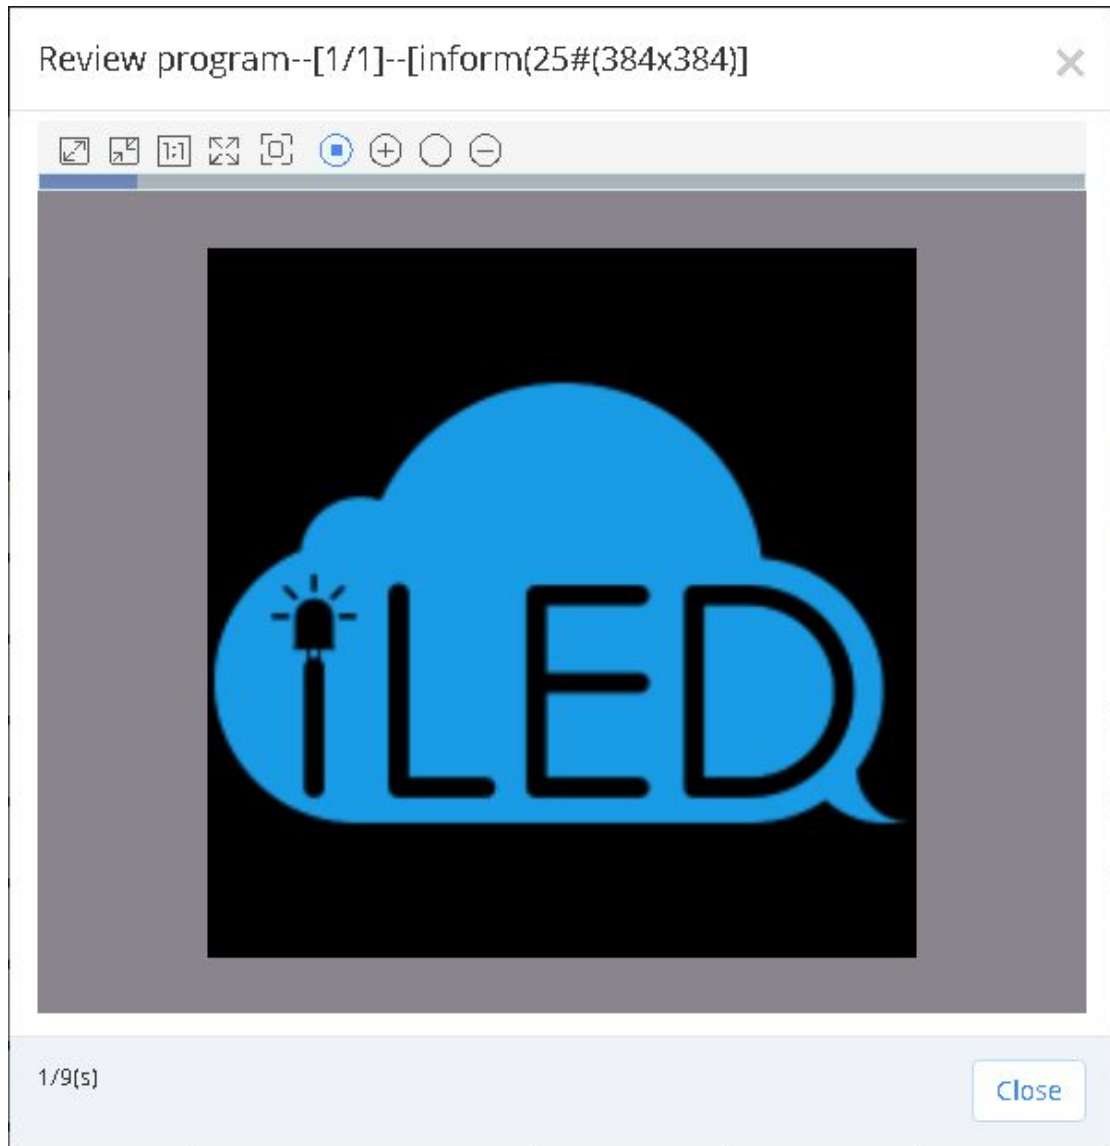 Review program--[1/1]--[inform(25#(384x384)]
1:1
iLED
1/9(s)
Close